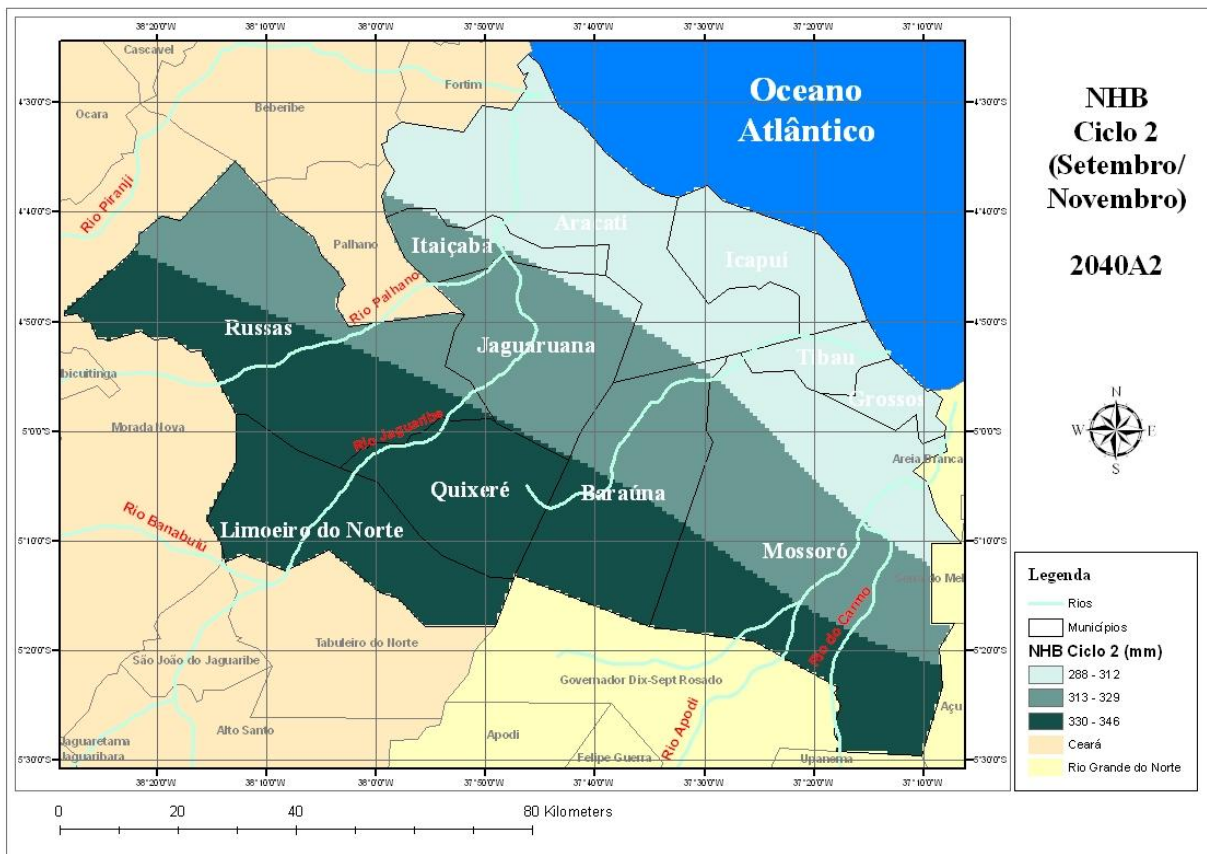 38°20'0"W 38°10'0"W 38°0'0"W 37°50'0"W 37°40'0"W 37°30'0"W 37°20'0"W 37°10'0"W
4°30'0"S
4°40'0"S
4°50'0"S
5°0'0"S
5°10'0"S
5°20'0"S
5°30'0"S
Cascavel
Ocara
Beberibe
Fortim
Oceano
Atlântico
Rio Piranji
Palhano
Itaiçaba
Aracati
Icapui
Rio Palhano
Russas
Jaguaruana
Tibau
Ibicuitinga
Grossos
Morada Nova
Rio Jaguaribe
Areia Branca
Quixeré
Baraúna
Rio Banabuiú
Limoeiro do Norte
Mossoró
Serra do Mel
Rio do Carmo
Tabuleiro do Norte
São João do Jaguaribe
Governador Dix-Sept Rosado
Açu
Alto Santo
Apodi
Rio Apodi
Jaguaretama
Jaguaribara
Felipe Guerra
Upanema
4°30'0"S
4°40'0"S
4°50'0"S
5°0'0"S
5°10'0"S
5°20'0"S
5°30'0"S
38°20'0"W 38°10'0"W 38°0'0"W 37°50'0"W 37°40'0"W 37°30'0"W 37°20'0"W 37°10'0"W
0 20 40 80 Kilometers
NHB
Ciclo 2
(Setembro/
Novembro)
2040A2
N
W E
S
Legenda
Rios
Municípios
NHB Ciclo 2 (mm)
288 - 312
313 - 329
330 - 346
Ceará
Rio Grande do Norte